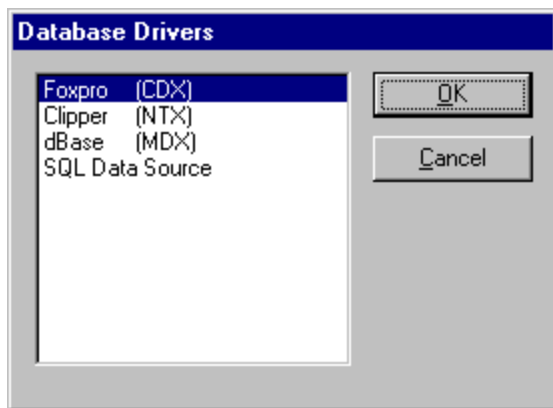 Database Drivers
Foxpro (CDX)
Clipper (NTX)
dBase (MDX)
SQL Data Source
OK
Cancel